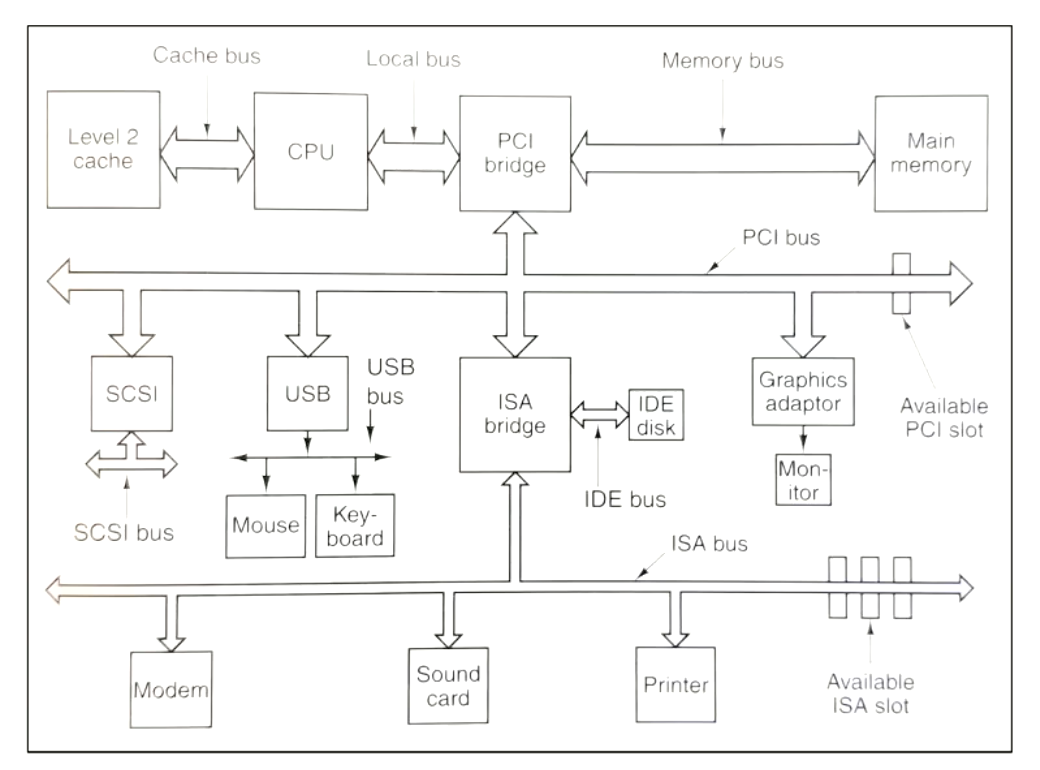 Cache bus
Local bus
Memory bus
Level 2
cache
CPU
PCI
bridge
Main
memory
PCI bus
SCSI
USB
USB
bus
ISA
bridge
IDE
disk
Graphics
adaptor
Available
PCI slot
Mon-
itor
IDE bus
SCSI bus
Mouse
Key-
board
ISA bus
Modem
Sound
card
Printer
Available
ISA slot